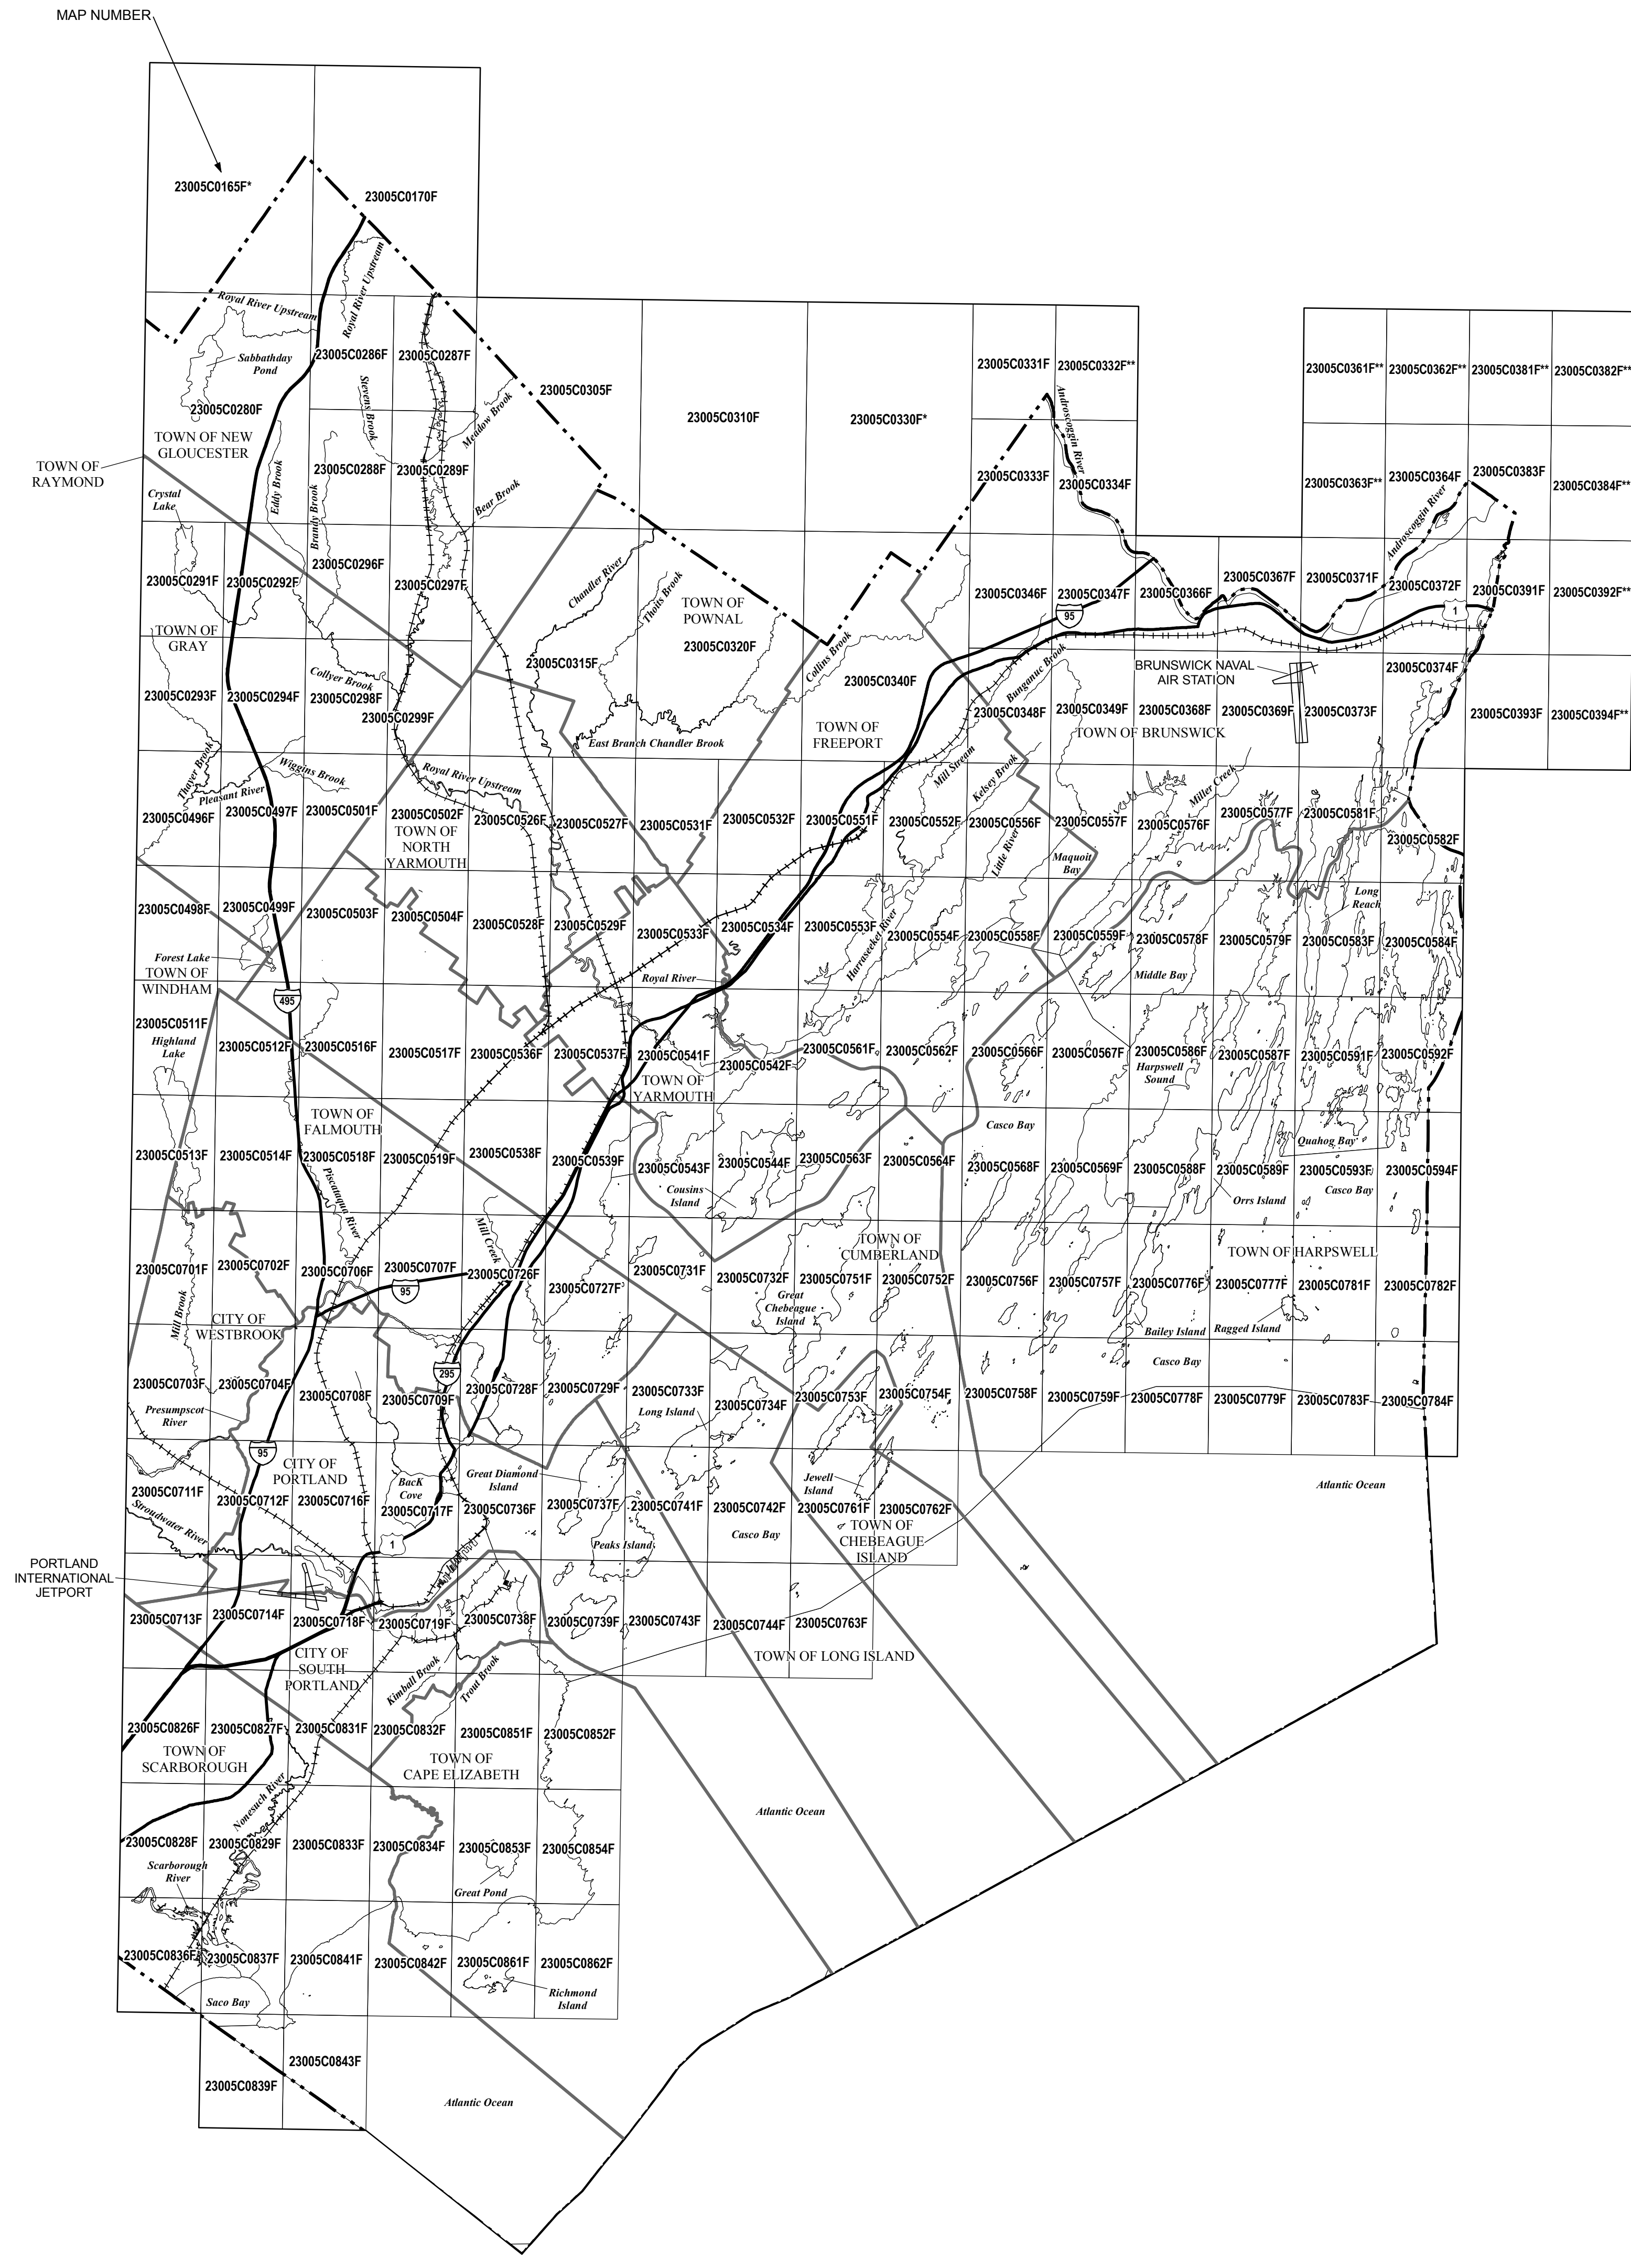 MAP NUMBER
23005C0165F*
23005C0170F
Royal River Upstream
Royal River Upstream
Sabbathday
Pond
23005C0286F
23005C0287F
23005C0280F
Stevens Brook
Meadow Brook
23005C0305F
23005C0310F
23005C0330F*
23005C0331F
23005C0332F**
Androscoggin River
23005C0361F**
23005C0362F**
23005C0381F**
23005C0382F**
TOWN OF NEW
GLOUCESTER
TOWN OF
RAYMOND
Crystal
Lake
Eddy Brook
Brandy Brook
23005C0288F
23005C0289F
Bear Brook
23005C0333F
23005C0334F
23005C0363F**
23005C0364F
23005C0383F
23005C0384F**
Androscoggin River
23005C0291F
23005C0292F
23005C0296F
23005C0297F
Chandler River
Thoits Brook
TOWN OF
POWNAL
23005C0346F
23005C0347F
95
23005C0366F
23005C0367F
23005C0371F
23005C0372F
1
23005C0391F
23005C0392F**
TOWN OF
GRAY
23005C0315F
23005C0320F
Collins Brook
23005C0340F
Bunganuc Brook
BRUNSWICK NAVAL
AIR STATION
23005C0374F
Collyer Brook
23005C0293F
23005C0294F
23005C0298F
23005C0299F
East Branch Chandler Brook
TOWN OF
FREEPORT
23005C0348F
23005C0349F
23005C0368F
23005C0369F
23005C0373F
23005C0393F
23005C0394F**
TOWN OF BRUNSWICK
Thayer Brook
Pleasant River
Wiggins Brook
Royal River Upstream
Mill Stream
Kelsey Brook
Miller Creek
23005C0496F
23005C0497F
23005C0501F
23005C0502F
23005C0526F
23005C0527F
23005C0531F
23005C0532F
23005C0551F
23005C0552F
23005C0556F
23005C0557F
23005C0576F
23005C0577F
23005C0581F
23005C0582F
TOWN OF
NORTH
YARMOUTH
Little River
Maquoit
Bay
Long
Reach
23005C0498F
23005C0499F
23005C0503F
23005C0504F
23005C0528F
23005C0529F
23005C0533F
23005C0534F
23005C0553F
23005C0554F
23005C0558F
23005C0559F
23005C0578F
23005C0579F
23005C0583F
23005C0584F
Harraseeket River
Forest Lake
TOWN OF
WINDHAM
495
Royal River
Middle Bay
23005C0511F
Highland
Lake
23005C0512F
23005C0516F
23005C0517F
23005C0536F
23005C0537F
23005C0541F
23005C0542F
23005C0561F
23005C0562F
23005C0566F
23005C0567F
23005C0586F
Harpswell
Sound
23005C0587F
23005C0591F
23005C0592F
TOWN OF
YARMOUTH
TOWN OF
FALMOUTH
Casco Bay
Quahog Bay
23005C0513F
23005C0514F
23005C0518F
23005C0519F
23005C0538F
23005C0539F
23005C0543F
23005C0544F
23005C0563F
23005C0564F
23005C0568F
23005C0569F
23005C0588F
23005C0589F
23005C0593F
23005C0594F
Cousins
Island
Orrs Island
Casco Bay
Piscataqua River
Mill Creek
TOWN OF
CUMBERLAND
TOWN OF HARPSWELL
23005C0701F
23005C0702F
23005C0706F
23005C0707F
95
23005C0726F
23005C0727F
23005C0731F
23005C0732F
23005C0751F
23005C0752F
23005C0756F
23005C0757F
23005C0776F
23005C0777F
23005C0781F
23005C0782F
Great
Chebeague
Island
Mill Brook
CITY OF
WESTBROOK
Bailey Island
Ragged Island
Casco Bay
295
23005C0703F
23005C0704F
23005C0708F
23005C0709F
23005C0728F
23005C0729F
23005C0733F
23005C0734F
23005C0753F
23005C0754F
23005C0758F
23005C0759F
23005C0778F
23005C0779F
23005C0783F
23005C0784F
Presumpscot
River
Long Island
95
CITY OF
PORTLAND
BacK
Cove
Great Diamond
Island
Jewell
Island
Atlantic Ocean
23005C0711F
23005C0712F
23005C0716F
23005C0717F
23005C0736F
23005C0737F
23005C0741F
23005C0742F
23005C0761F
23005C0762F
Stroudwater River
Casco Bay
TOWN OF
CHEBEAGUE
ISLAND
1
Peaks Island
PORTLAND
INTERNATIONAL
JETPORT
23005C0713F
23005C0714F
23005C0718F
23005C0719F
23005C0738F
23005C0739F
23005C0743F
23005C0744F
23005C0763F
TOWN OF LONG ISLAND
CITY OF
SOUTH
PORTLAND
Kimball Brook
Trout Brook
23005C0826F
23005C0827F
23005C0831F
23005C0832F
23005C0851F
23005C0852F
TOWN OF
SCARBOROUGH
TOWN OF
CAPE ELIZABETH
Nonesuch River
Atlantic Ocean
23005C0828F
23005C0829F
23005C0833F
23005C0834F
23005C0853F
23005C0854F
Scarborough
River
Great Pond
23005C0836F
23005C0837F
23005C0841F
23005C0842F
23005C0861F
23005C0862F
Richmond
Island
Saco Bay
23005C0843F
23005C0839F
Atlantic Ocean